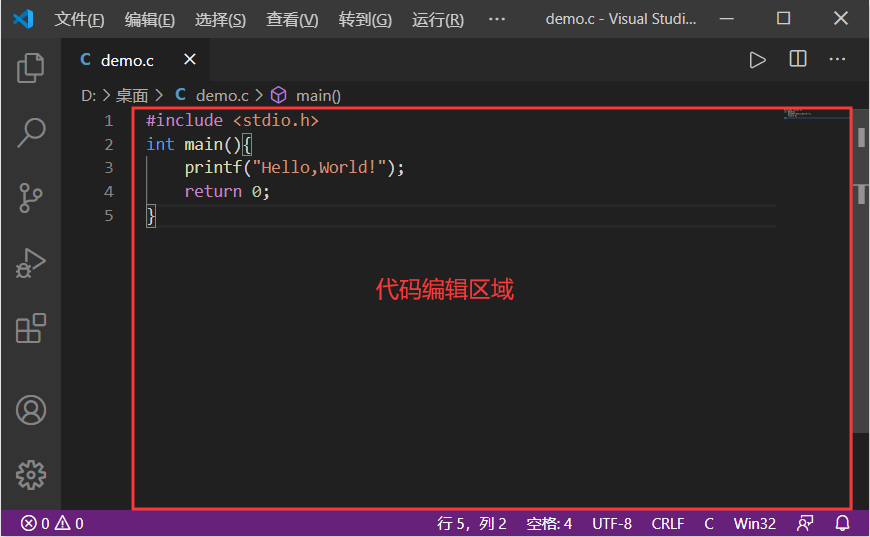 文件(F) 编辑(E) 选择(S) 查看(V) 转到(G) 运行(R) ··· demo.c - Visual Studi...
C demo.c
D: > 桌面 > C demo.c > main()
1 #include <stdio.h>
2 int main(){
3 printf("Hello,World!");
4 return 0;
5 }
代码编辑区域
0 0 行 5，列 2 空格: 4 UTF-8 CRLF C Win32